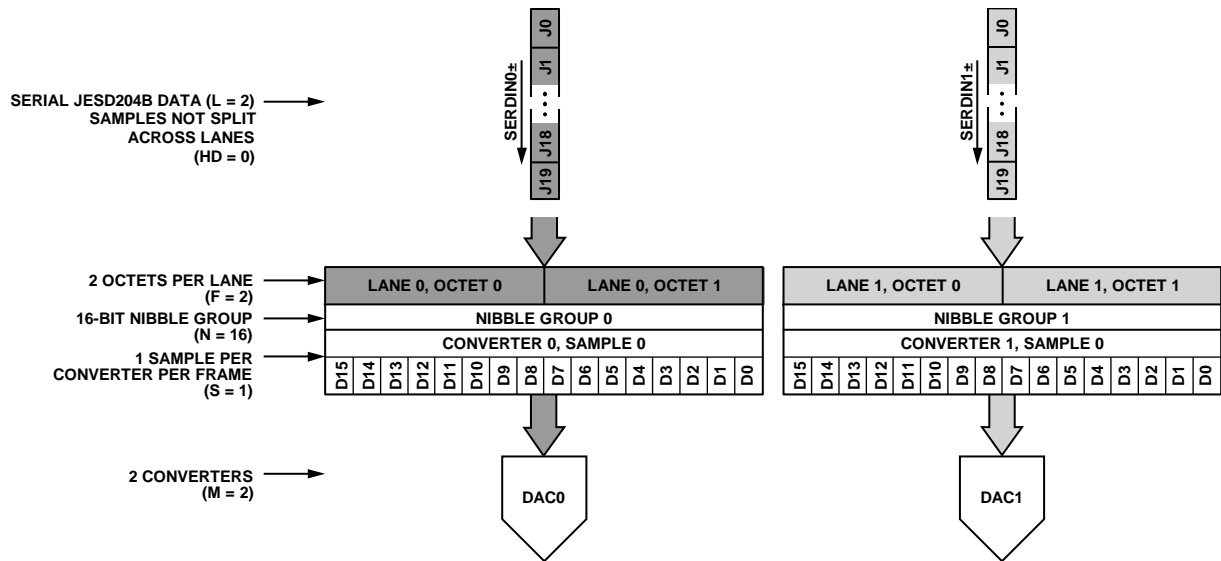 SERIAL JESD204B DATA (L = 2)
SAMPLES NOT SPLIT
ACROSS LANES
(HD = 0)
SERDIN0±
J0
J1
...
J18
J19
SERDIN1±
J0
J1
...
J18
J19
2 OCTETS PER LANE
(F = 2)
LANE 0, OCTET 0
LANE 0, OCTET 1
LANE 1, OCTET 0
LANE 1, OCTET 1
16-BIT NIBBLE GROUP
(N = 16)
NIBBLE GROUP 0
NIBBLE GROUP 1
CONVERTER 0, SAMPLE 0
CONVERTER 1, SAMPLE 0
1 SAMPLE PER
CONVERTER PER FRAME
(S = 1)
D15 D14 D13 D12 D11 D10 D9 D8 D7 D6 D5 D4 D3 D2 D1 D0
D15 D14 D13 D12 D11 D10 D9 D8 D7 D6 D5 D4 D3 D2 D1 D0
2 CONVERTERS
(M = 2)
DAC0
DAC1